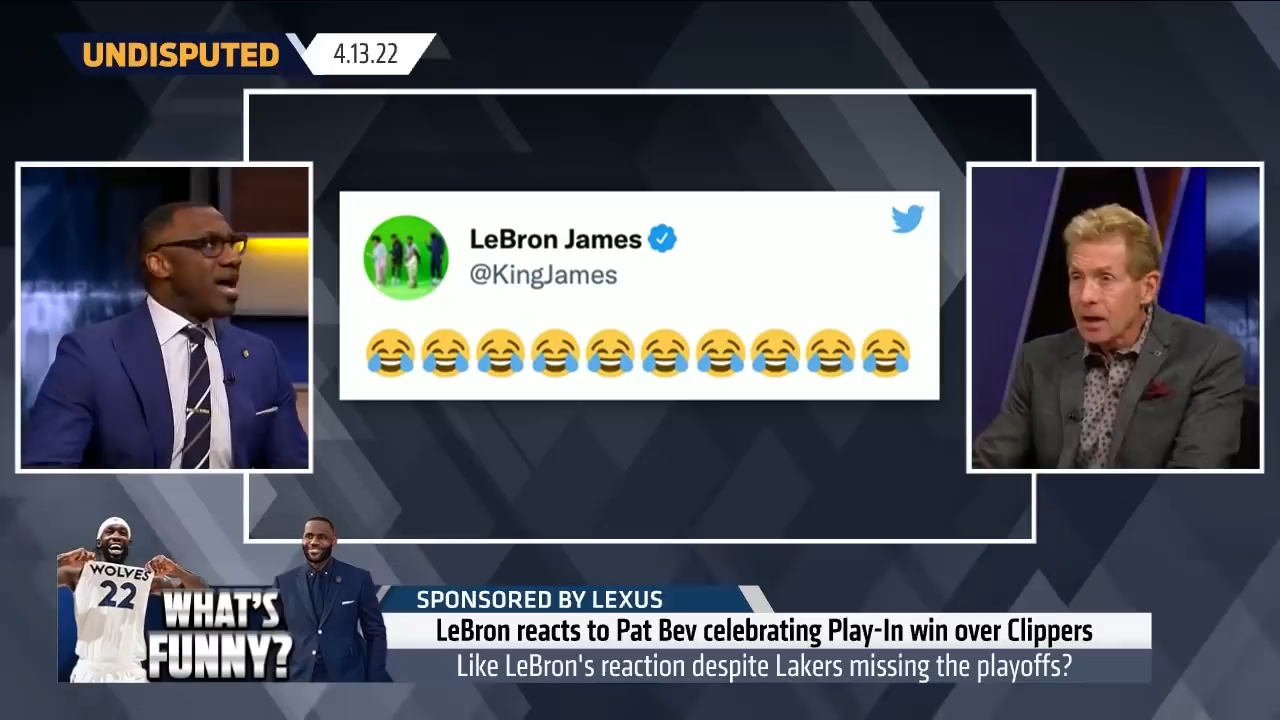 UNDISPUTED
4.13.22
LeBron James
@KingJames
😂😂😂😂😂😂😂😂😂😂
WOLVES
22
WHAT'S
FUNNY?
SPONSORED BY LEXUS
LeBron reacts to Pat Bev celebrating Play-In win over Clippers
Like LeBron's reaction despite Lakers missing the playoffs?